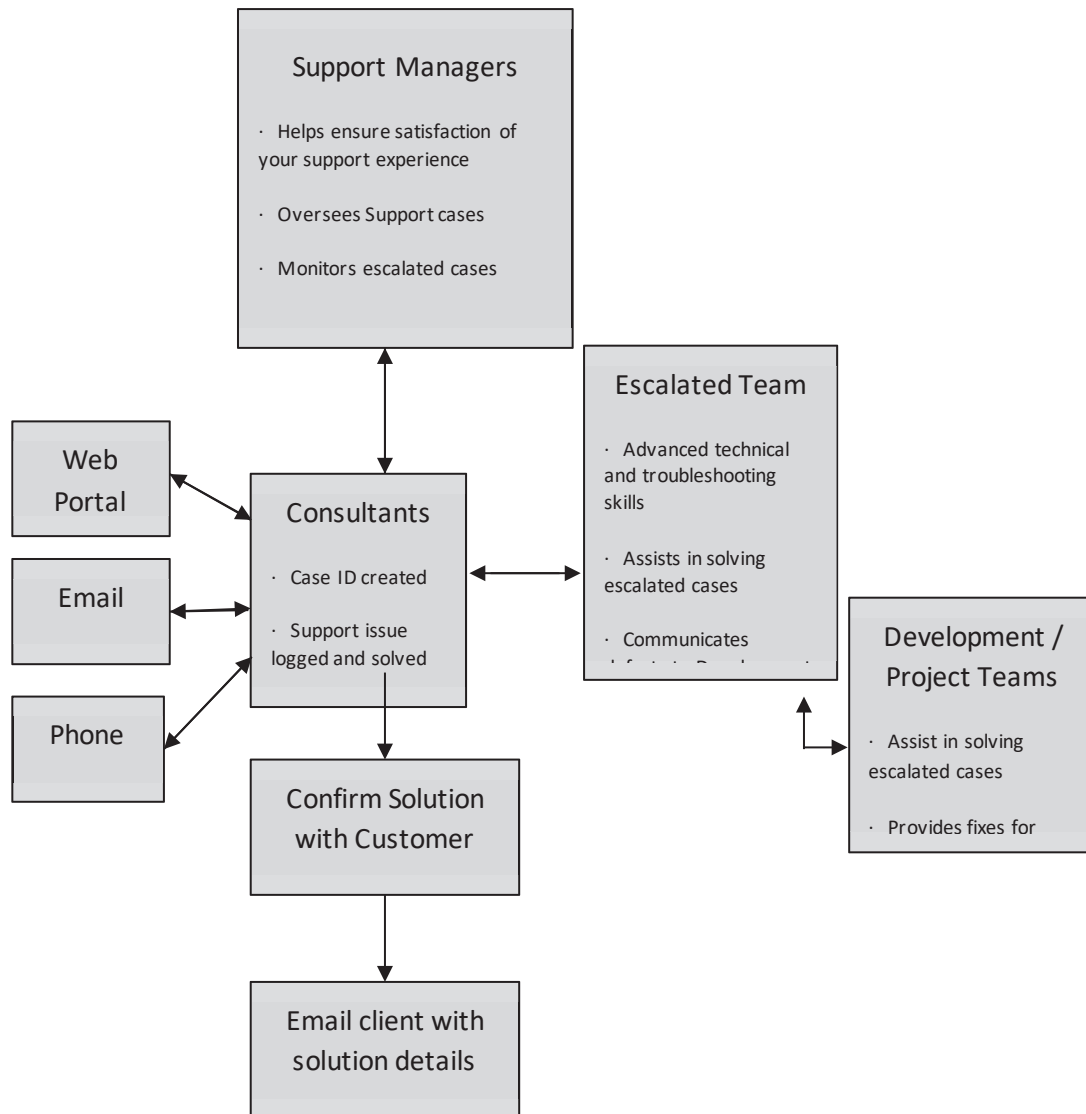 Support Managers
· Helps ensure satisfaction of
your support experience
· Oversees Support cases
· Monitors escalated cases
Escalated Team
· Advanced technical
and troubleshooting
skills
· Assists in solving
escalated cases
· Communicates
Web
Portal
Email
Phone
Consultants
· Case ID created
· Support issue
logged and solved
Development /
Project Teams
· Assist in solving
escalated cases
· Provides fixes for
Confirm Solution
with Customer
Email client with
solution details